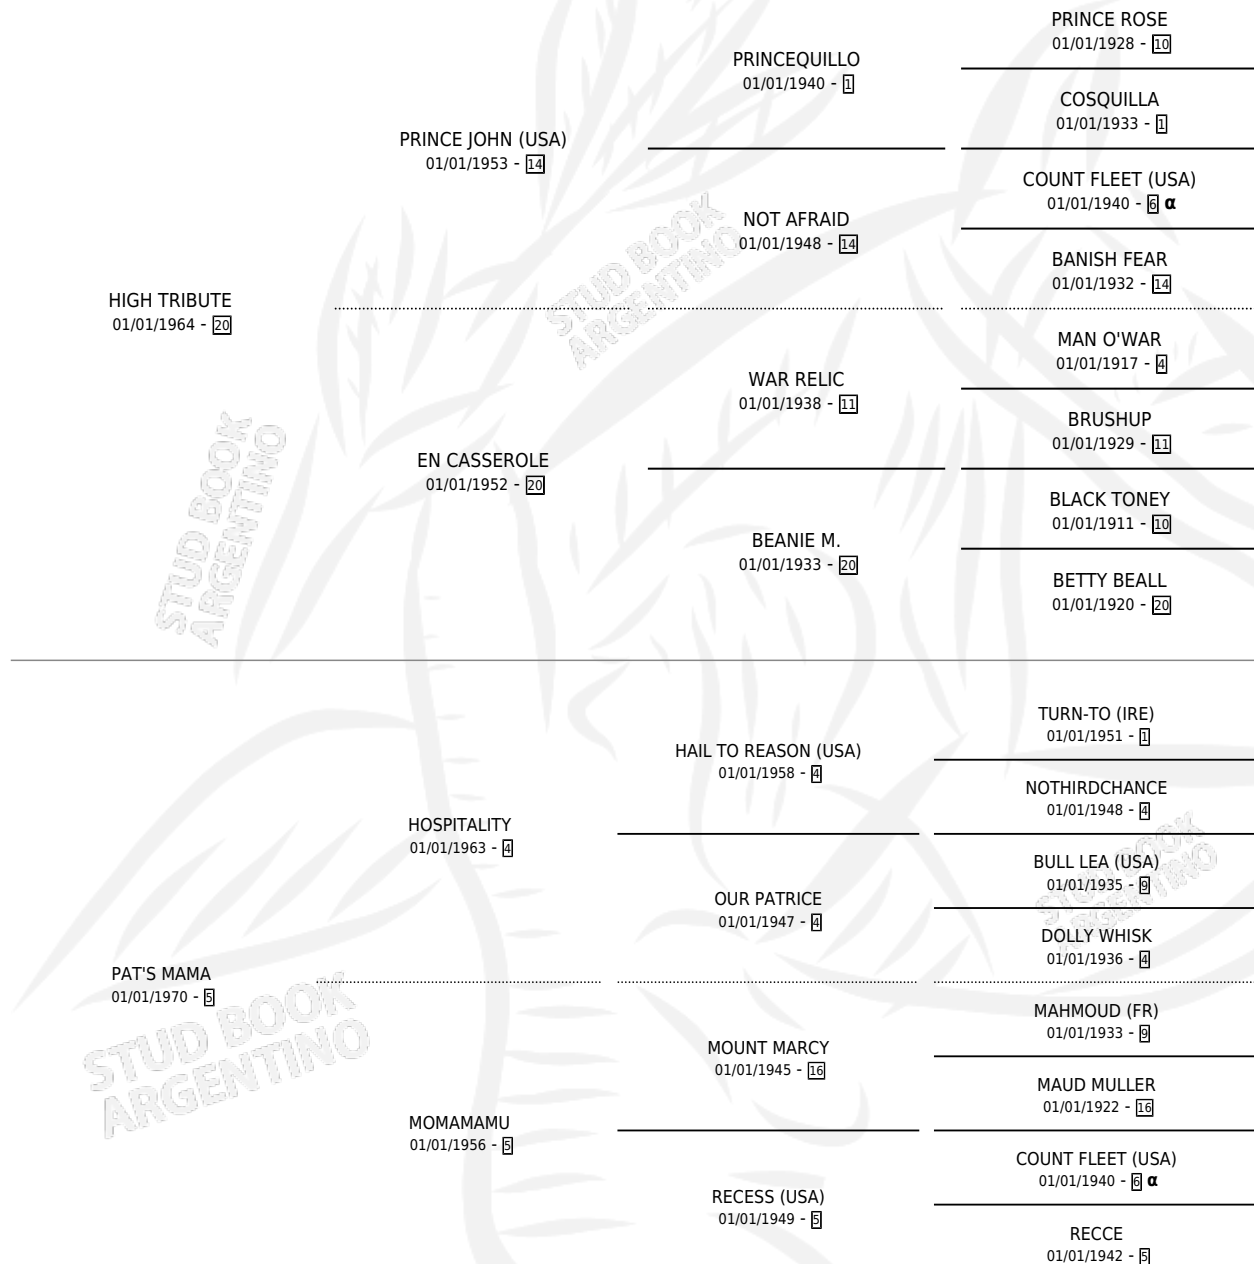 PRINCE ROSE
01/01/1928 - 10
PRINCEQUILLO
01/01/1940 - 1
COSQUILLA
01/01/1933 - 1
PRINCE JOHN (USA)
01/01/1953 - 14
COUNT FLEET (USA)
01/01/1940 - 6 α
NOT AFRAID
01/01/1948 - 14
BANISH FEAR
01/01/1932 - 14
HIGH TRIBUTE
01/01/1964 - 20
MAN O'WAR
01/01/1917 - 4
WAR RELIC
01/01/1938 - 11
BRUSHUP
01/01/1929 - 11
EN CASSEROLE
01/01/1952 - 20
BLACK TONEY
01/01/1911 - 10
BEANIE M.
01/01/1933 - 20
BETTY BEALL
01/01/1920 - 20
TURN-TO (IRE)
01/01/1951 - 1
HAIL TO REASON (USA)
01/01/1958 - 4
NOTHIRDCHANCE
01/01/1948 - 4
HOSPITALITY
01/01/1963 - 4
BULL LEA (USA)
01/01/1935 - 9
OUR PATRICE
01/01/1947 - 4
DOLLY WHISK
01/01/1936 - 4
PAT'S MAMA
01/01/1970 - 5
MAHMOUD (FR)
01/01/1933 - 9
MOUNT MARCY
01/01/1945 - 16
MAUD MULLER
01/01/1922 - 16
MOMAMAMU
01/01/1956 - 5
COUNT FLEET (USA)
01/01/1940 - 6 α
RECESS (USA)
01/01/1949 - 5
RECCE
01/01/1942 - 5
STUD BOOK
ARGENTINO
STUD BOOK
ARGENTINO
STUD BOOK
ARGENTINO
STUD BOOK
ARGENTINO